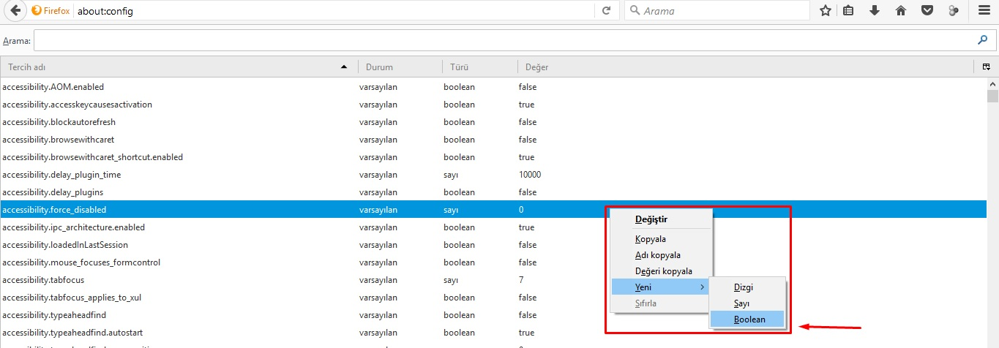 Firefox about:config Arama
Arama:
Tercih adı Durum Türü Değer
accessibility.AOM.enabled varsayılan boolean false
accessibility.accesskeycausesactivation varsayılan boolean true
accessibility.blockautorefresh varsayılan boolean false
accessibility.browsewithcaret varsayılan boolean false
accessibility.browsewithcaret_shortcut.enabled varsayılan boolean true
accessibility.delay_plugin_time varsayılan sayı 10000
accessibility.delay_plugins varsayılan boolean false
accessibility.force_disabled varsayılan sayı 0
Değiştir
accessibility.ipc_architecture.enabled varsayılan boolean true
Kopyala
accessibility.loadedInLastSession varsayılan boolean false
Adı kopyala
accessibility.mouse_focuses_formcontrol varsayılan boolean false
Değeri kopyala
accessibility.tabfocus varsayılan sayı 7
Yeni Dizgi
accessibility.tabfocus_applies_to_xul varsayılan boolean false
Sıfırla Sayı
accessibility.typeaheadfind varsayılan boolean false
Boolean
accessibility.typeaheadfind.autostart varsayılan boolean true